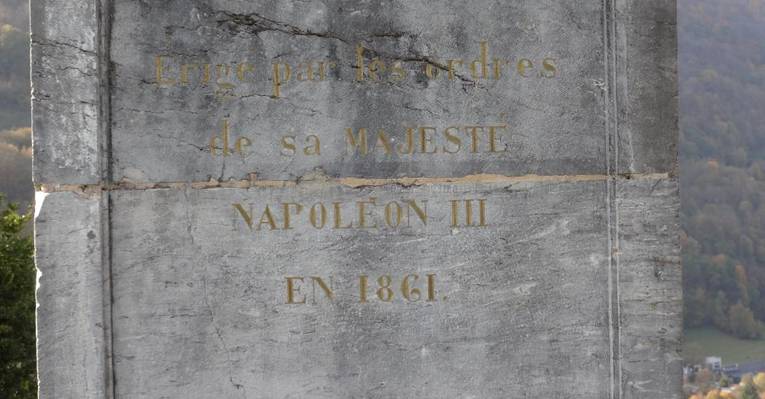 Erigé par les ordres
de sa MAJESTÉ
NAPOLÉON III
EN 1861.